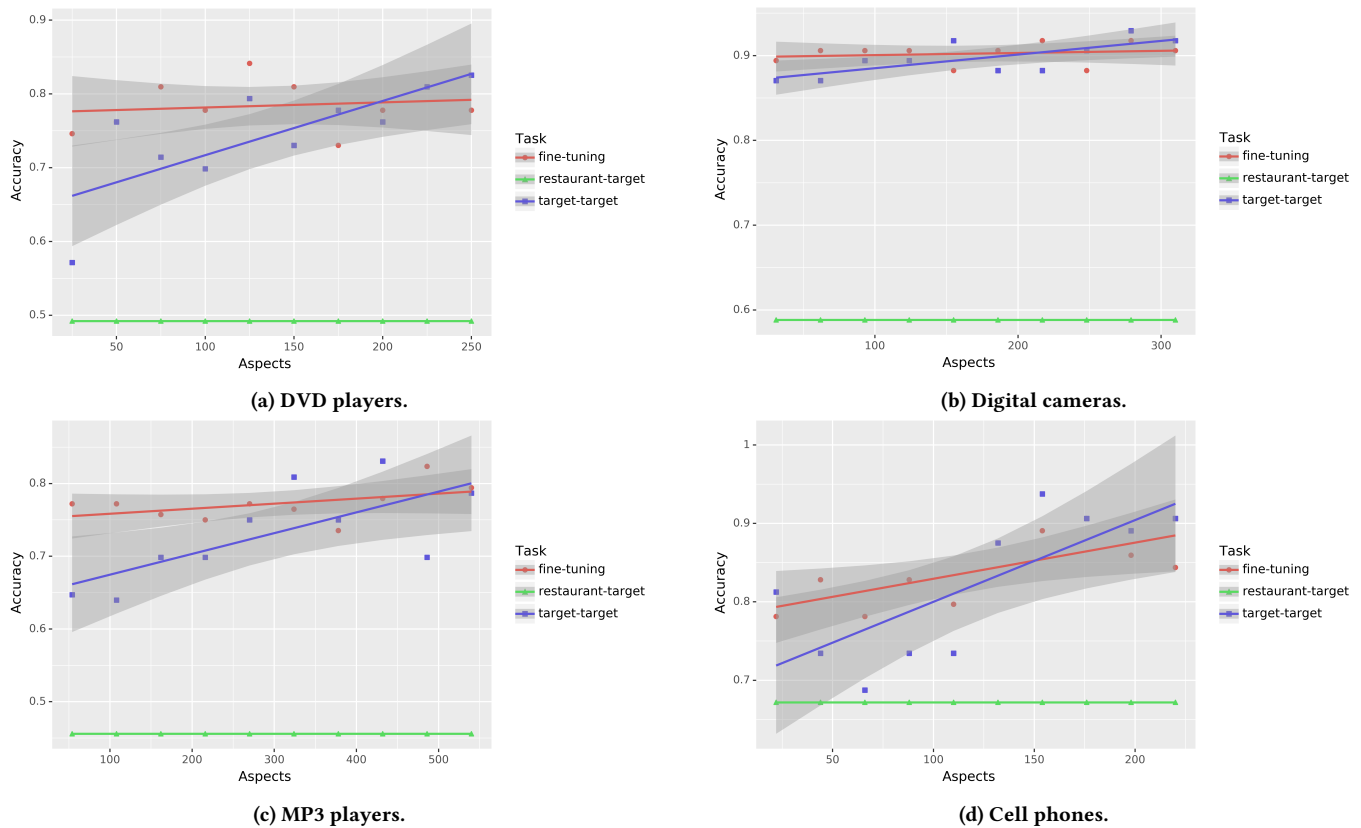 0.9
0.8
0.7
0.6
0.5
Accuracy
50 100 150 200 250
Aspects
Task
fine-tuning
restaurant-target
target-target
(a) DVD players.
0.9
0.8
0.7
0.6
Accuracy
100 200 300
Aspects
Task
fine-tuning
restaurant-target
target-target
(b) Digital cameras.
0.8
0.7
0.6
0.5
Accuracy
100 200 300 400 500
Aspects
Task
fine-tuning
restaurant-target
target-target
(c) MP3 players.
1
0.9
0.8
0.7
Accuracy
50 100 150 200
Aspects
Task
fine-tuning
restaurant-target
target-target
(d) Cell phones.